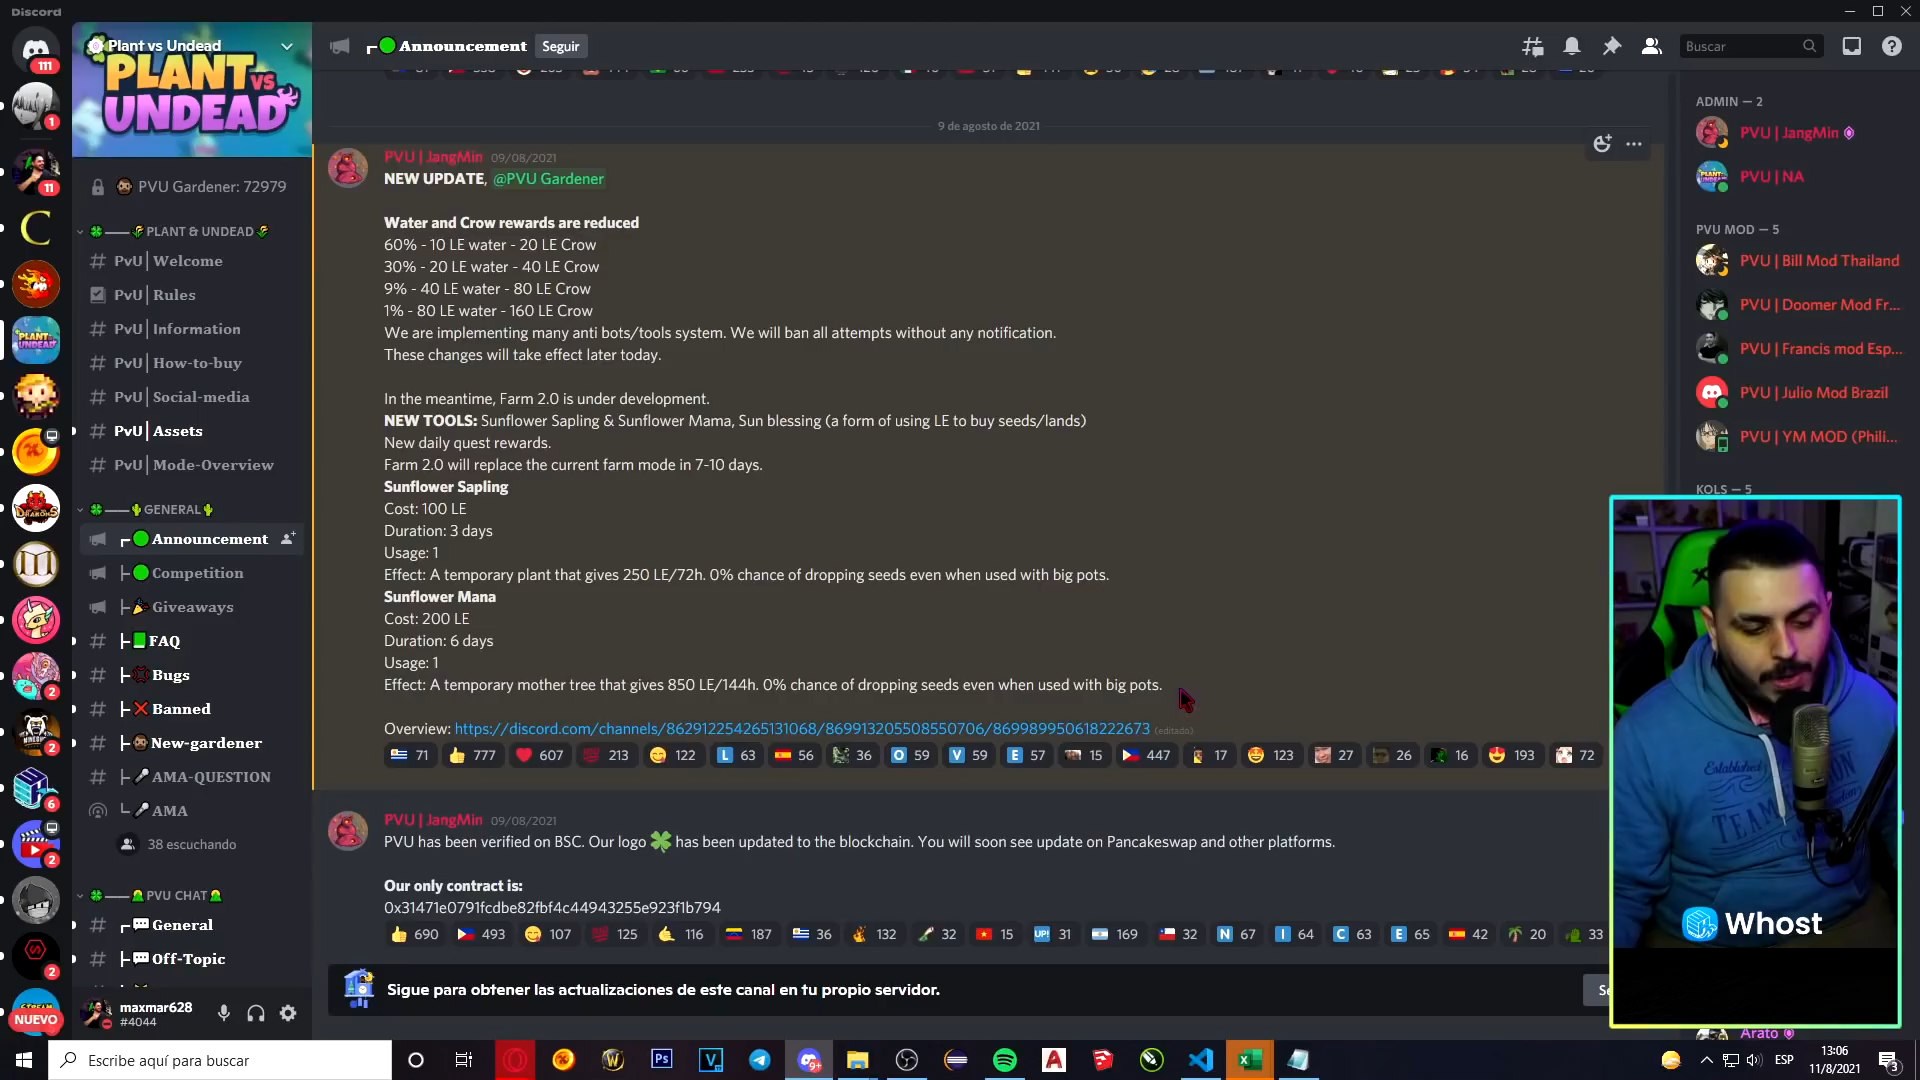 Discord
Plant vs Undead
PLANT VS
UNDEAD
Announcement
Seguir
Buscar
111
1
11
2
2
6
2
2
NUEVO
PVU Gardener: 72979
PLANT & UNDEAD
PvU | Welcome
PvU | Rules
PvU | Information
PvU | How-to-buy
PvU | Social-media
PvU | Assets
PvU | Mode-Overview
GENERAL
Announcement
Competition
Giveaways
FAQ
Bugs
Banned
New-gardener
AMA-QUESTION
AMA
38 escuchando
PVU CHAT
General
Off-Topic
maxmar628
#4044
9 de agosto de 2021
PVU | JangMin 09/08/2021
NEW UPDATE, @PVU Gardener
Water and Crow rewards are reduced
60% - 10 LE water - 20 LE Crow
30% - 20 LE water - 40 LE Crow
9% - 40 LE water - 80 LE Crow
1% - 80 LE water - 160 LE Crow
We are implementing many anti bots/tools system. We will ban all attempts without any notification.
These changes will take effect later today.
In the meantime, Farm 2.0 is under development.
NEW TOOLS: Sunflower Sapling & Sunflower Mama, Sun blessing (a form of using LE to buy seeds/lands)
New daily quest rewards.
Farm 2.0 will replace the current farm mode in 7-10 days.
Sunflower Sapling
Cost: 100 LE
Duration: 3 days
Usage: 1
Effect: A temporary plant that gives 250 LE/72h. 0% chance of dropping seeds even when used with big pots.
Sunflower Mana
Cost: 200 LE
Duration: 6 days
Usage: 1
Effect: A temporary mother tree that gives 850 LE/144h. 0% chance of dropping seeds even when used with big pots.
Overview: https://discord.com/channels/862912254265131068/869913205508550706/869989950618222673 (editado)
71 777 607 213 122 L 63 56 36 O 59 V 59 E 57 15 447 17 123 27 26 16 193 72
PVU | JangMin 09/08/2021
PVU has been verified on BSC. Our logo has been updated to the blockchain. You will soon see update on Pancakeswap and other platforms.
Our only contract is:
0x31471e0791fcdbe82fbf4c44943255e923f1b794
690 493 107 125 116 187 36 132 32 15 UP! 31 169 32 N 67 I 64 C 63 E 65 42 20 33
Sigue para obtener las actualizaciones de este canal en tu propio servidor.
ADMIN — 2
PVU | JangMin
PVU | NA
PVU MOD — 5
PVU | Bill Mod Thailand
PVU | Doomer Mod Fr...
PVU | Francis mod Esp...
PVU | Julio Mod Brazil
PVU | YM MOD (Phili...
KOLS — 5
Whost
Arato
Escribe aquí para buscar
ESP
13:06
11/8/2021
3